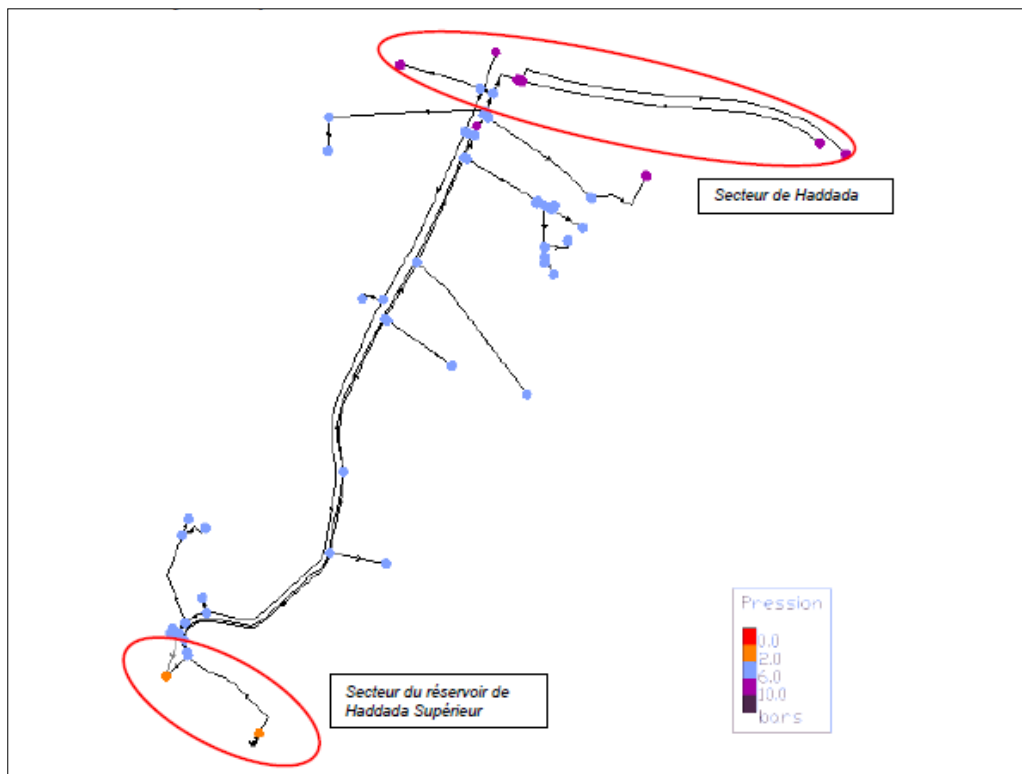 Secteur de Haddada
Secteur du réservoir de
Haddada Supérieur
Pression
0.0
2.0
6.0
10.0
bars